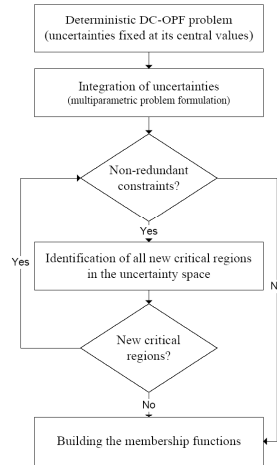 Deterministic DC-OPF problem
(uncertainties fixed at its central values)
Integration of uncertainties
(multiparametric problem formulation)
Non-redundant
constraints?
Yes
Yes
Identification of all new critical regions
in the uncertainty space
N
New critical
regions?
No
Building the membership functions